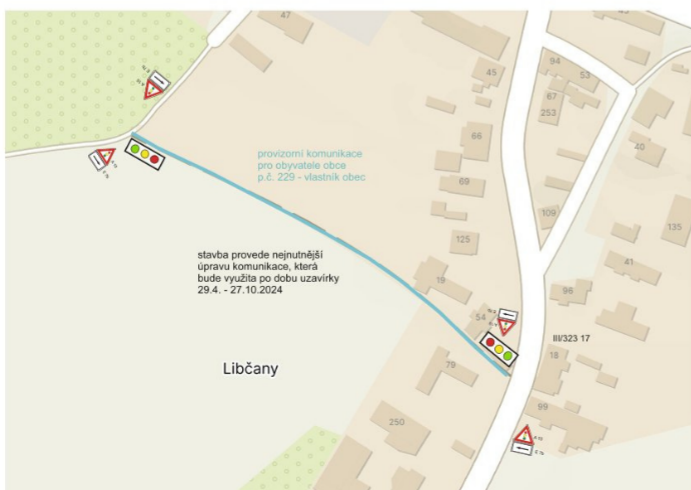 47
45
94
53
67
253
66
40
69
109
135
125
41
19
96
54
79
18
99
250
provizorní komunikace
pro obyvatele obce
p.č. 229 - vlastník obec
stavba provede nejnutnější
úpravu komunikace, která
bude využita po dobu uzavírky
29.4. - 27.10.2024
III/323 17
Libčany